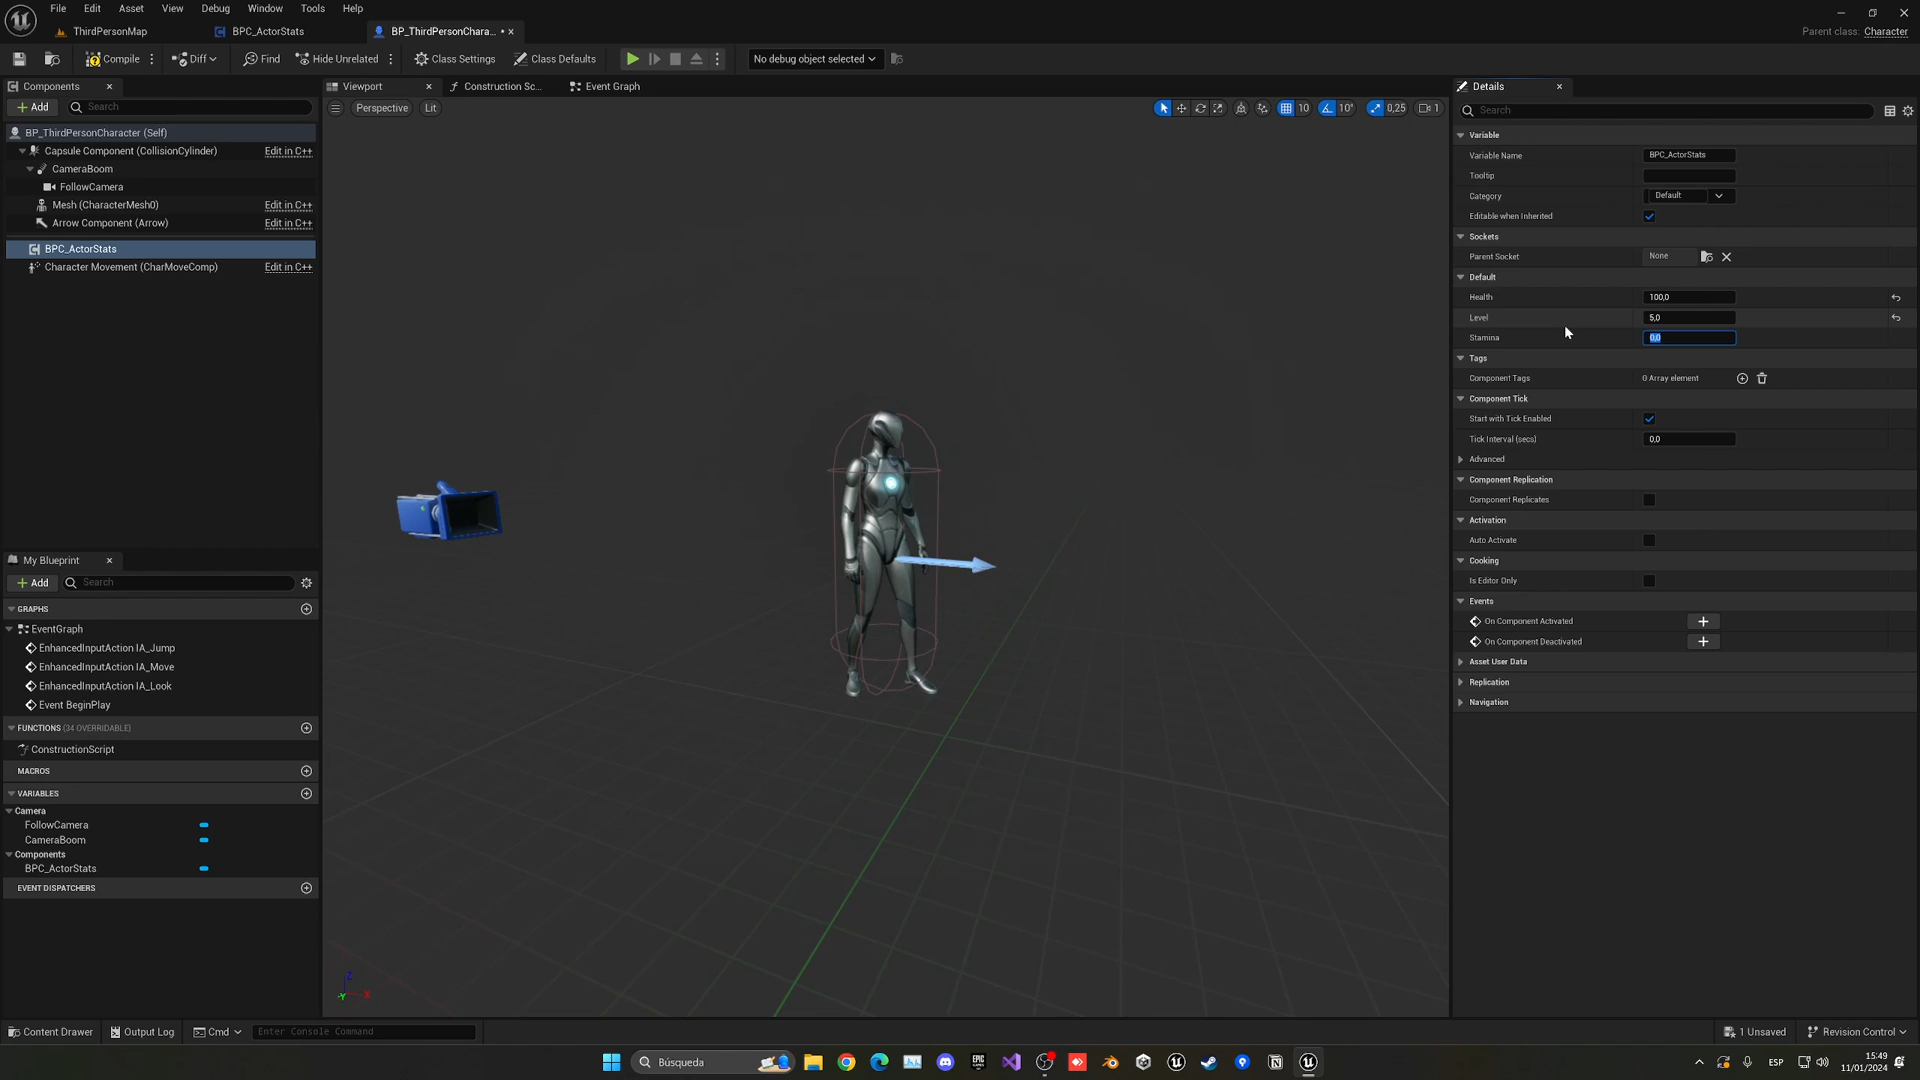 File Edit Asset View Debug Window Tools Help
ThirdPersonMap BPC_ActorStats BP_ThirdPersonChara... •
Parent class: Character
Compile Diff Find Hide Unrelated Class Settings Class Defaults No debug object selected
Components
Add Search
BP_ThirdPersonCharacter (Self)
Capsule Component (CollisionCylinder) Edit in C++
CameraBoom
FollowCamera
Mesh (CharacterMesh0) Edit in C++
Arrow Component (Arrow) Edit in C++
BPC_ActorStats
Character Movement (CharMoveComp) Edit in C++
My Blueprint
Add Search
GRAPHS
EventGraph
EnhancedInputAction IA_Jump
EnhancedInputAction IA_Move
EnhancedInputAction IA_Look
Event BeginPlay
FUNCTIONS (34 OVERRIDABLE)
ConstructionScript
MACROS
VARIABLES
Camera
FollowCamera
CameraBoom
Components
BPC_ActorStats
EVENT DISPATCHERS
Viewport Construction Sc... Event Graph
Perspective Lit 10 10° 0,25 1
Z
Y X
Details
Search
Variable
Variable Name BPC_ActorStats
Tooltip
Category Default
Editable when Inherited
Sockets
Parent Socket None
Default
Health 100,0
Level 5,0
Stamina 0,0
Tags
Component Tags 0 Array element
Component Tick
Start with Tick Enabled
Tick Interval (secs) 0,0
Advanced
Component Replication
Component Replicates
Activation
Auto Activate
Cooking
Is Editor Only
Events
On Component Activated
On Component Deactivated
Asset User Data
Replication
Navigation
Content Drawer Output Log Cmd Enter Console Command 1 Unsaved Revision Control
Búsqueda EPIC GAMES ESP 15:49
11/01/2024